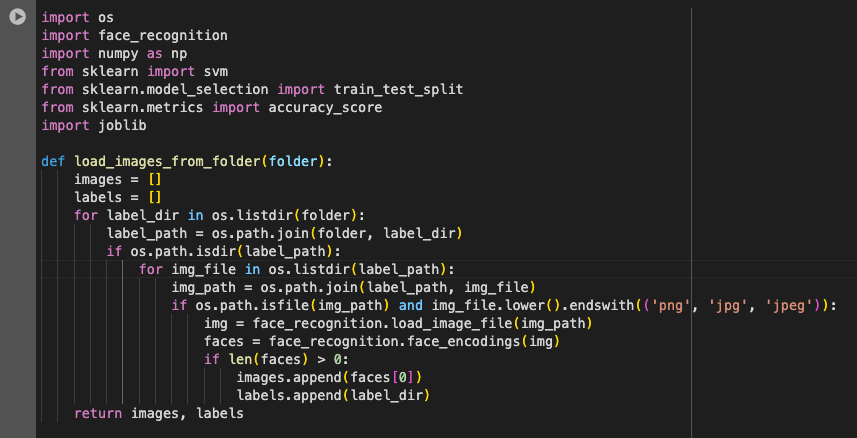 import os
import face_recognition
import numpy as np
from sklearn import svm
from sklearn.model_selection import train_test_split
from sklearn.metrics import accuracy_score
import joblib

def load_images_from_folder(folder):
    images = []
    labels = []
    for label_dir in os.listdir(folder):
        label_path = os.path.join(folder, label_dir)
        if os.path.isdir(label_path):
            for img_file in os.listdir(label_path):
                img_path = os.path.join(label_path, img_file)
                if os.path.isfile(img_path) and img_file.lower().endswith(('png', 'jpg', 'jpeg')):
                    img = face_recognition.load_image_file(img_path)
                    faces = face_recognition.face_encodings(img)
                    if len(faces) > 0:
                        images.append(faces[0])
                        labels.append(label_dir)
    return images, labels